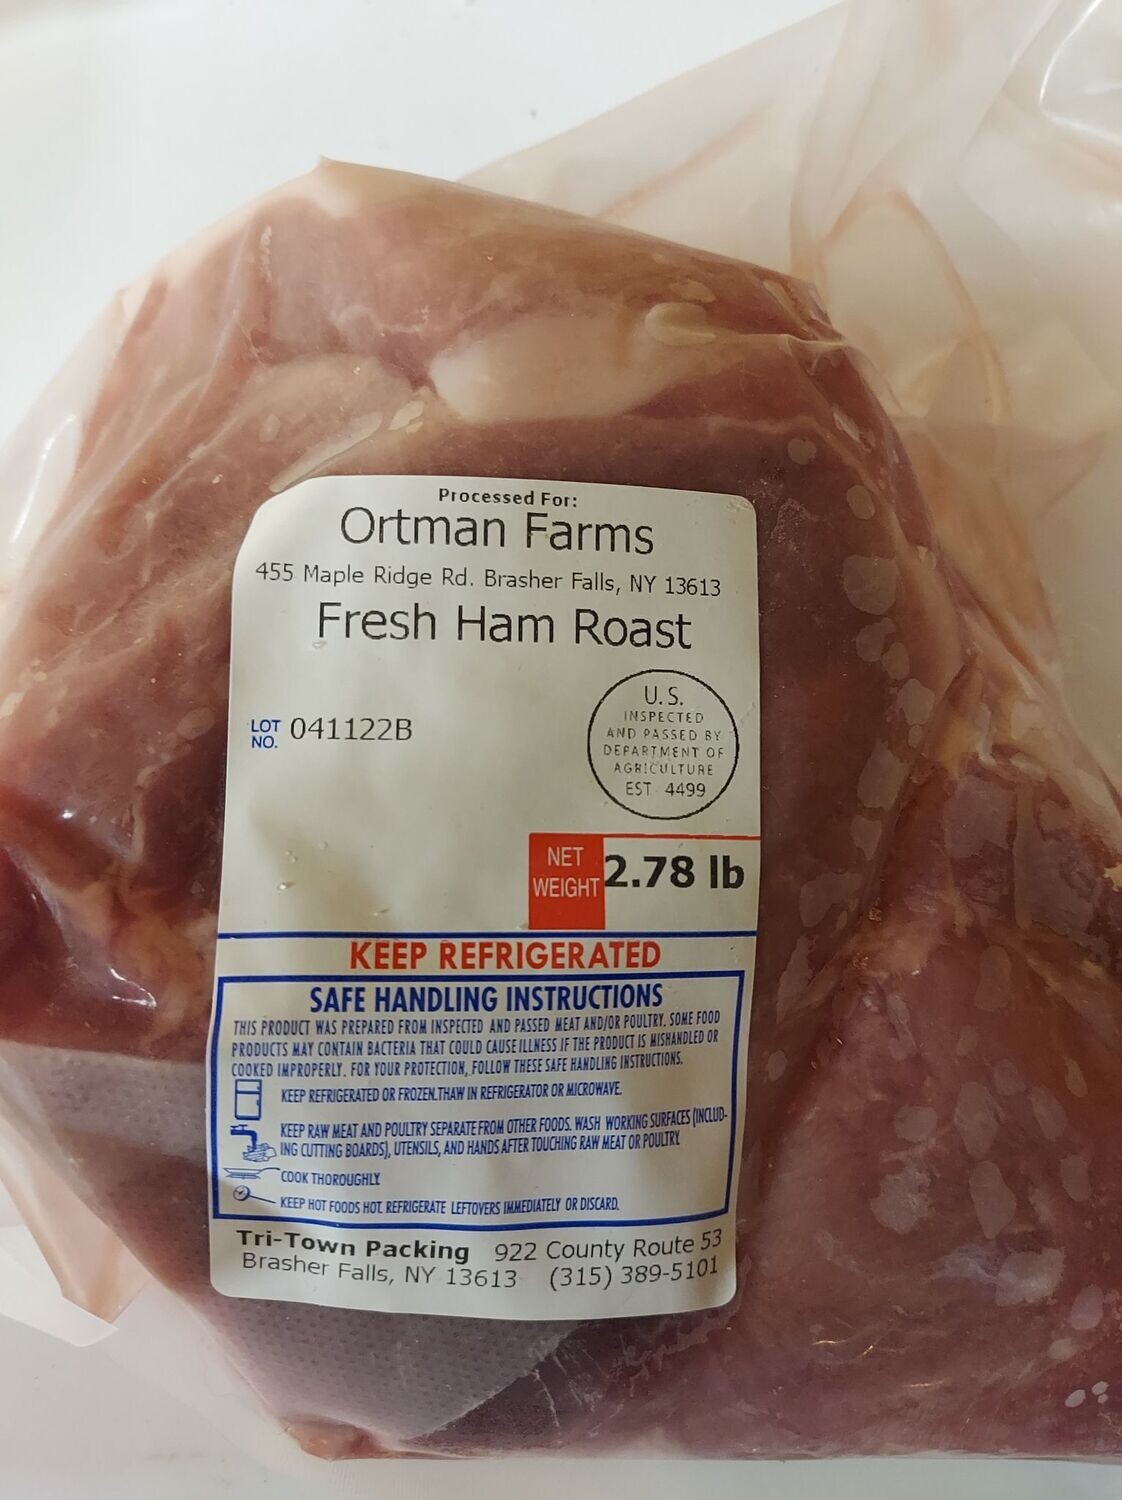 Processed For:
Ortman Farms
455 Maple Ridge Rd. Brasher Falls, NY 13613
Fresh Ham Roast
LOT NO. 041122B
U.S.
INSPECTED
AND PASSED BY
DEPARTMENT OF
AGRICULTURE
EST 4499
NET WEIGHT 2.78 lb
KEEP REFRIGERATED
SAFE HANDLING INSTRUCTIONS
THIS PRODUCT WAS PREPARED FROM INSPECTED AND PASSED MEAT AND/OR POULTRY. SOME FOOD
PRODUCTS MAY CONTAIN BACTERIA THAT COULD CAUSE ILLNESS IF THE PRODUCT IS MISHANDLED OR
COOKED IMPROPERLY. FOR YOUR PROTECTION, FOLLOW THESE SAFE HANDLING INSTRUCTIONS.
KEEP REFRIGERATED OR FROZEN.THAW IN REFRIGERATOR OR MICROWAVE.
KEEP RAW MEAT AND POULTRY SEPARATE FROM OTHER FOODS. WASH WORKING SURFACES (INCLUD-
ING CUTTING BOARDS), UTENSILS, AND HANDS AFTER TOUCHING RAW MEAT OR POULTRY
COOK THOROUGHLY
KEEP HOT FOODS HOT. REFRIGERATE LEFTOVERS IMMEDIATELY OR DISCARD.
Tri-Town Packing 922 County Route 53
Brasher Falls, NY 13613 (315) 389-5101